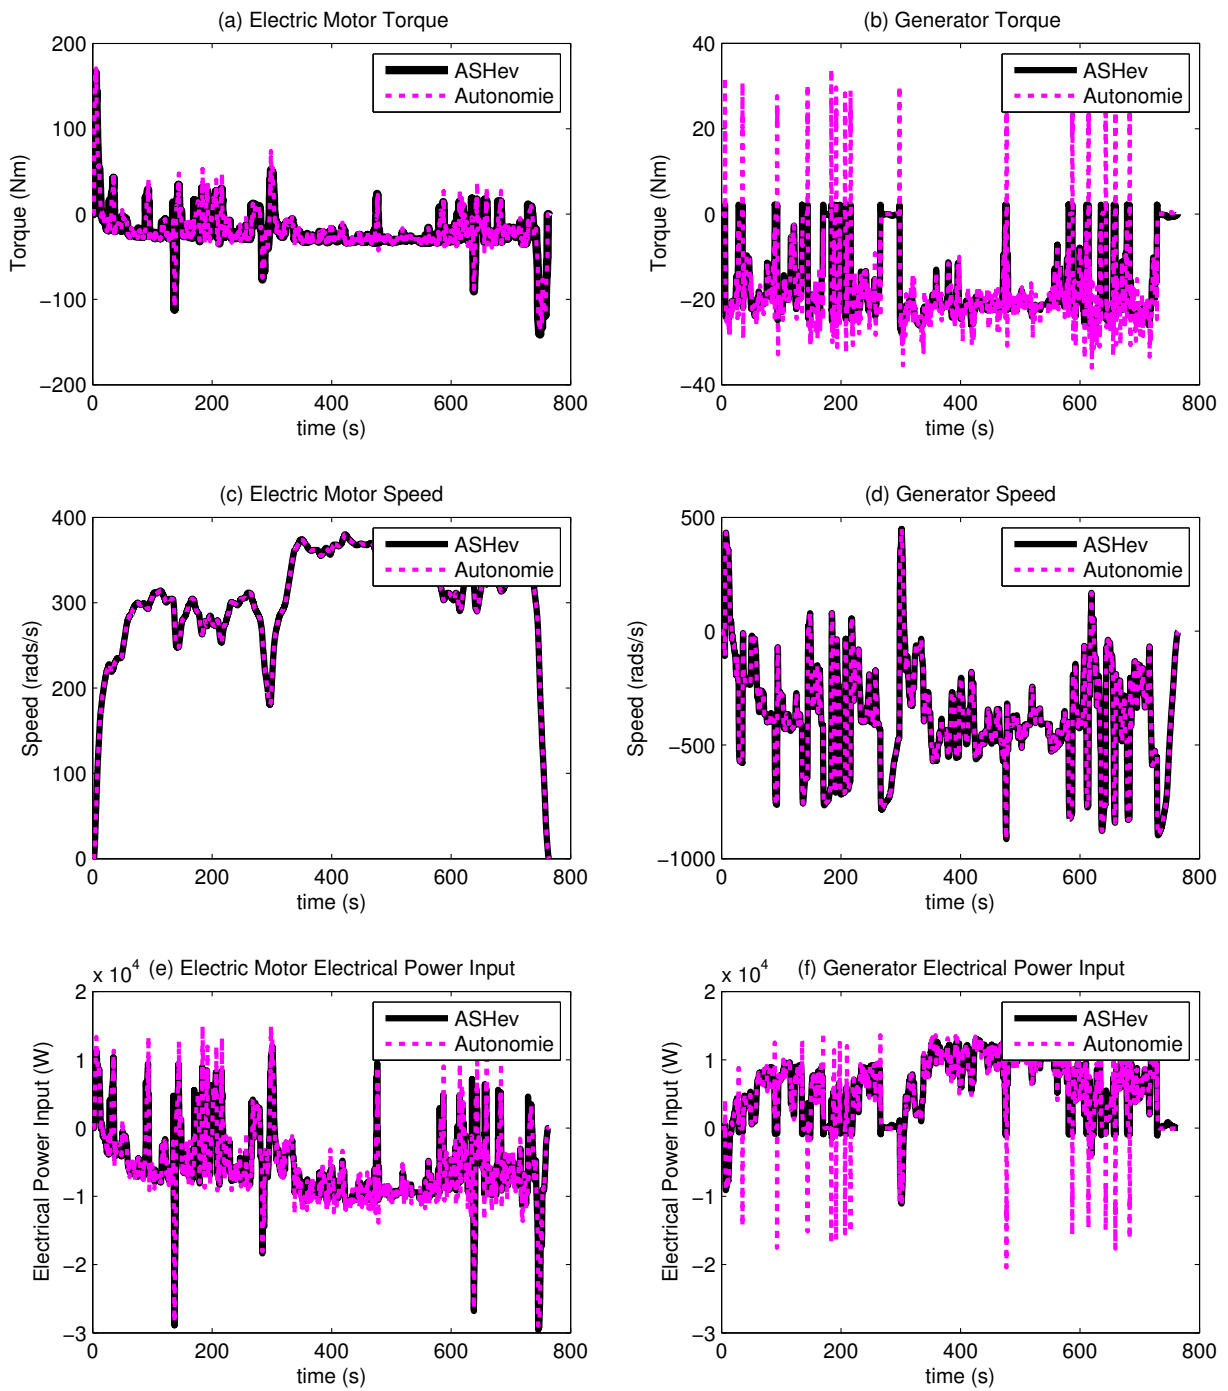 (a) Electric Motor Torque
200
100
0
−100
−200
Torque (Nm)
ASHev
Autonomie
0 200 400 600 800
time (s)
(b) Generator Torque
40
20
0
−20
−40
Torque (Nm)
ASHev
Autonomie
0 200 400 600 800
time (s)
(c) Electric Motor Speed
400
300
200
100
0
Speed (rads/s)
ASHev
Autonomie
0 200 400 600 800
time (s)
(d) Generator Speed
500
0
−500
−1000
Speed (rads/s)
ASHev
Autonomie
0 200 400 600 800
time (s)
x 10^4
(e) Electric Motor Electrical Power Input
2
1
0
−1
−2
−3
Electrical Power Input (W)
ASHev
Autonomie
0 200 400 600 800
time (s)
x 10^4
(f) Generator Electrical Power Input
2
1
0
−1
−2
−3
Electrical Power Input (W)
ASHev
Autonomie
0 200 400 600 800
time (s)